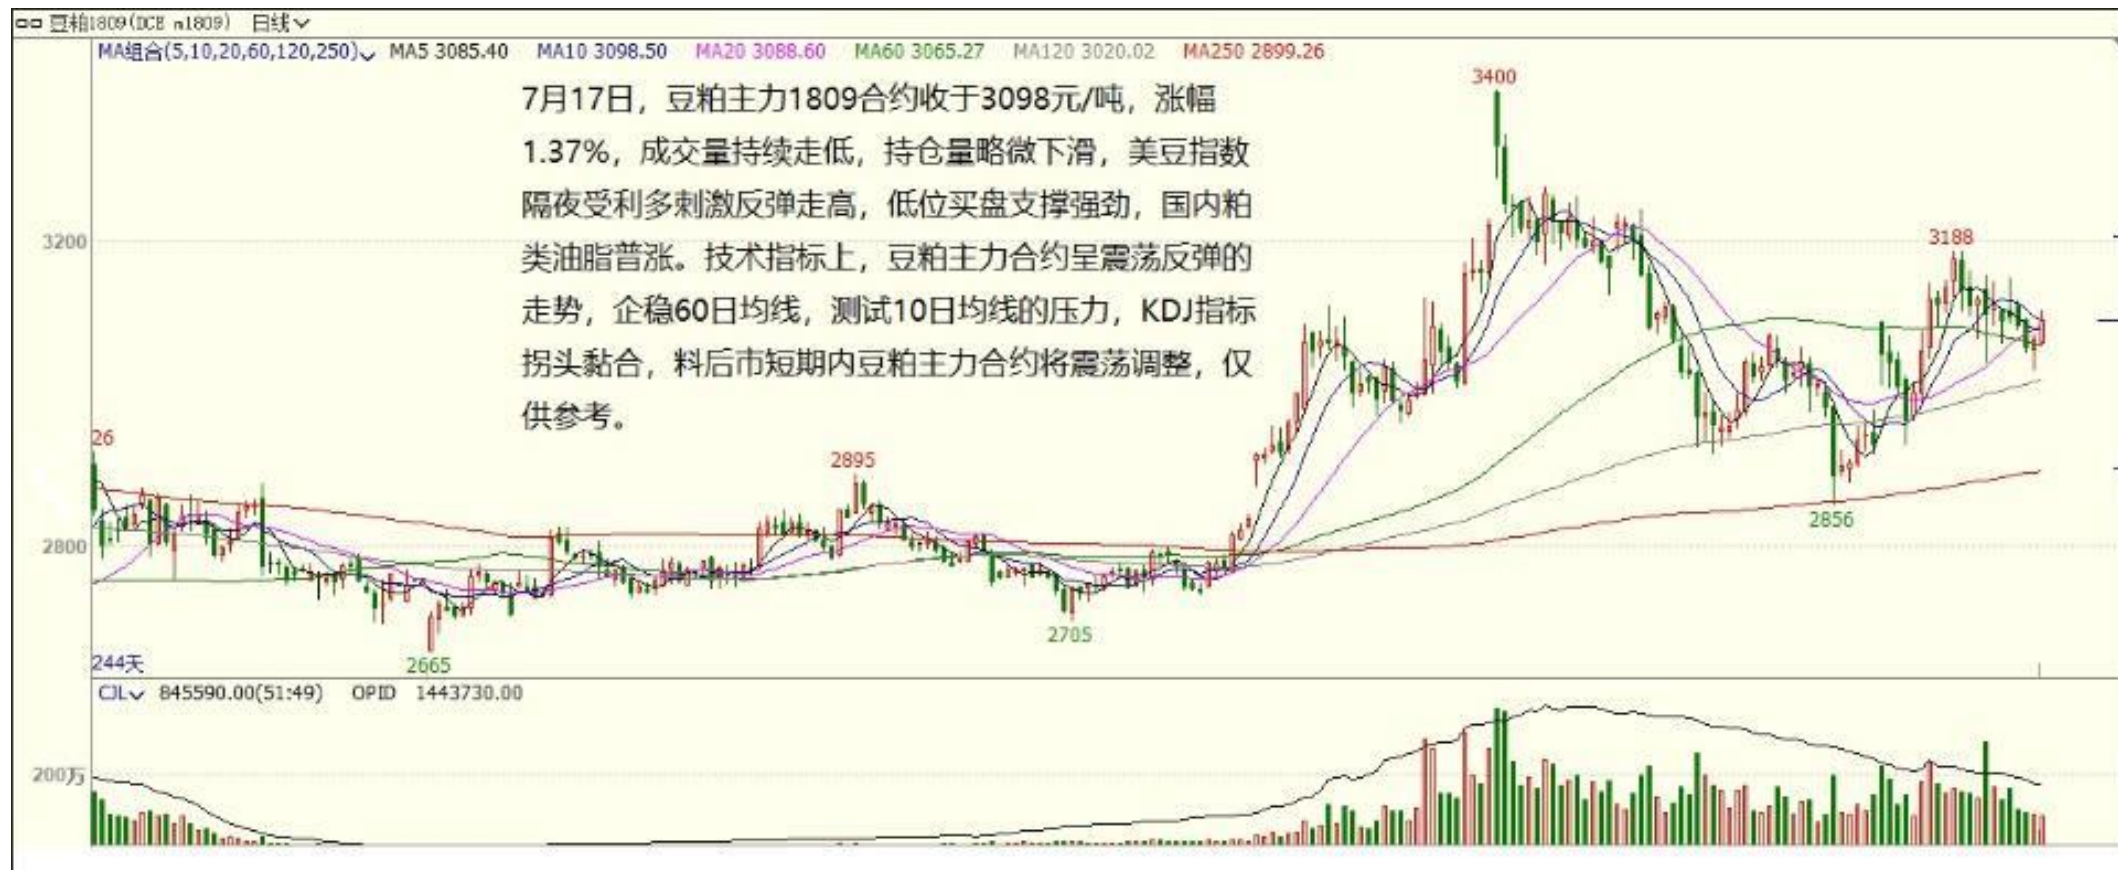 豆粕1809(DCE m1809) 日线
MA组合(5,10,20,60,120,250) MA5 3085.40 MA10 3098.50 MA20 3088.60 MA60 3065.27 MA120 3020.02 MA250 2899.26
3400
7月17日，豆粕主力1809合约收于3098元/吨，涨幅
1.37%，成交量持续走低，持仓量略微下滑，美豆指数
隔夜受利多刺激反弹走高，低位买盘支撑强劲，国内粕
类油脂普涨。技术指标上，豆粕主力合约呈震荡反弹的
走势，企稳60日均线，测试10日均线的压力，KDJ指标
拐头黏合，料后市短期内豆粕主力合约将震荡调整，仅
供参考。
3200
3188
26
2895
2856
2800
2705
2665
244天
CJL 845590.00(51:49) OPID 1443730.00
200万